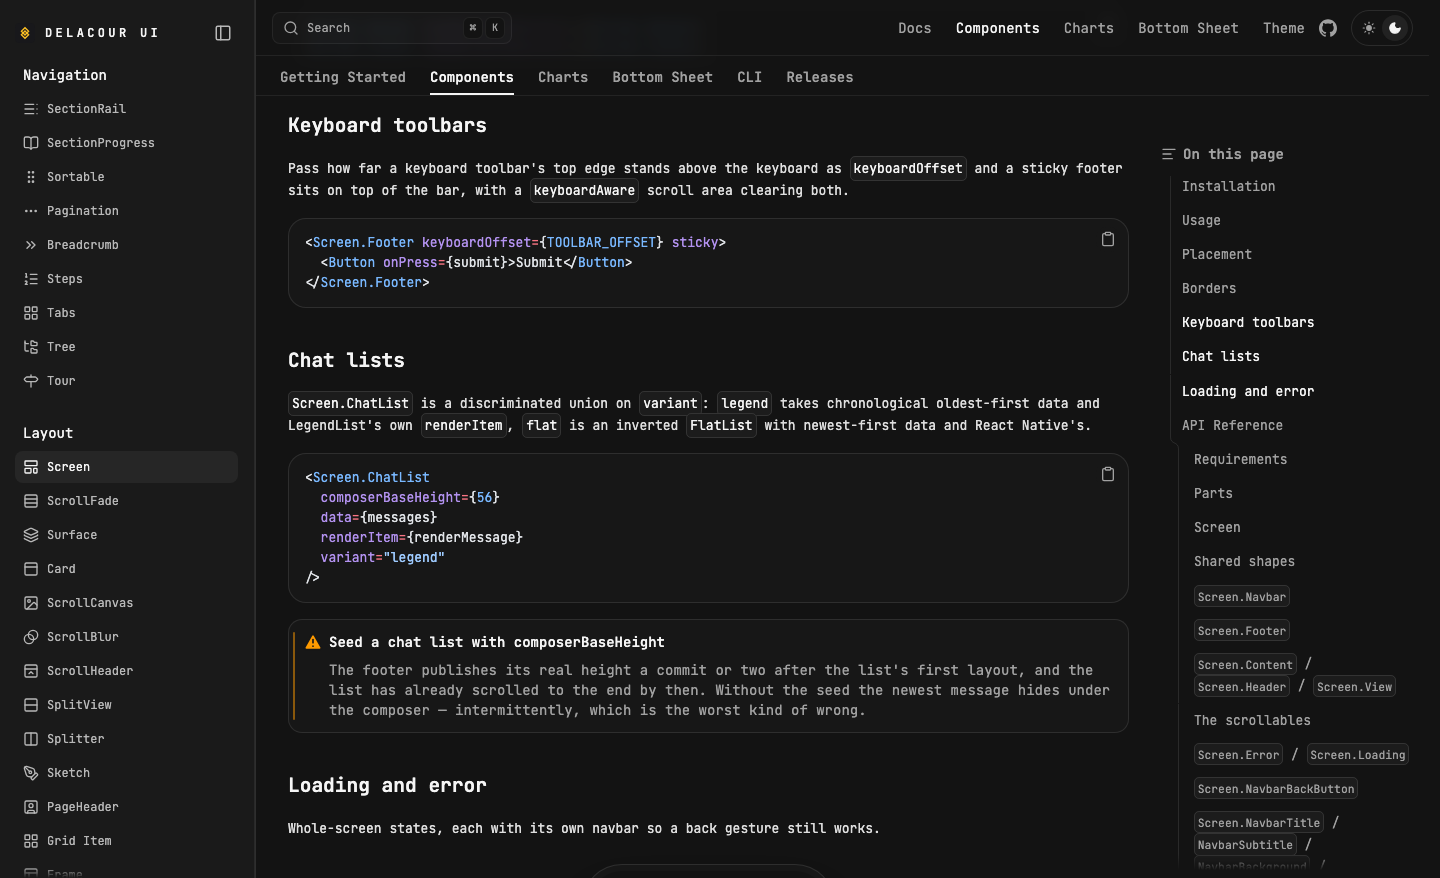 DELACOUR UI
Search
⌘ K
Docs
Components
Charts
Bottom Sheet
Theme
Getting Started
Components
Charts
Bottom Sheet
CLI
Releases
Navigation
SectionRail
SectionProgress
Sortable
Pagination
Breadcrumb
Steps
Tabs
Tree
Tour
Layout
Screen
ScrollFade
Surface
Card
ScrollCanvas
ScrollBlur
ScrollHeader
SplitView
Splitter
Sketch
PageHeader
Grid Item
Frame
Keyboard toolbars
Pass how far a keyboard toolbar's top edge stands above the keyboard as keyboardOffset and a sticky footer
sits on top of the bar, with a keyboardAware scroll area clearing both.
<Screen.Footer keyboardOffset={TOOLBAR_OFFSET} sticky>
<Button onPress={submit}>Submit</Button>
</Screen.Footer>
Chat lists
Screen.ChatList is a discriminated union on variant: legend takes chronological oldest-first data and
LegendList's own renderItem, flat is an inverted FlatList with newest-first data and React Native's.
<Screen.ChatList
composerBaseHeight={56}
data={messages}
renderItem={renderMessage}
variant="legend"
/>
Seed a chat list with composerBaseHeight
The footer publishes its real height a commit or two after the list's first layout, and the
list has already scrolled to the end by then. Without the seed the newest message hides under
the composer — intermittently, which is the worst kind of wrong.
Loading and error
Whole-screen states, each with its own navbar so a back gesture still works.
On this page
Installation
Usage
Placement
Borders
Keyboard toolbars
Chat lists
Loading and error
API Reference
Requirements
Parts
Screen
Shared shapes
Screen.Navbar
Screen.Footer
Screen.Content /
Screen.Header / Screen.View
The scrollables
Screen.Error / Screen.Loading
Screen.NavbarBackButton
Screen.NavbarTitle /
NavbarSubtitle /
NavbarBackground /